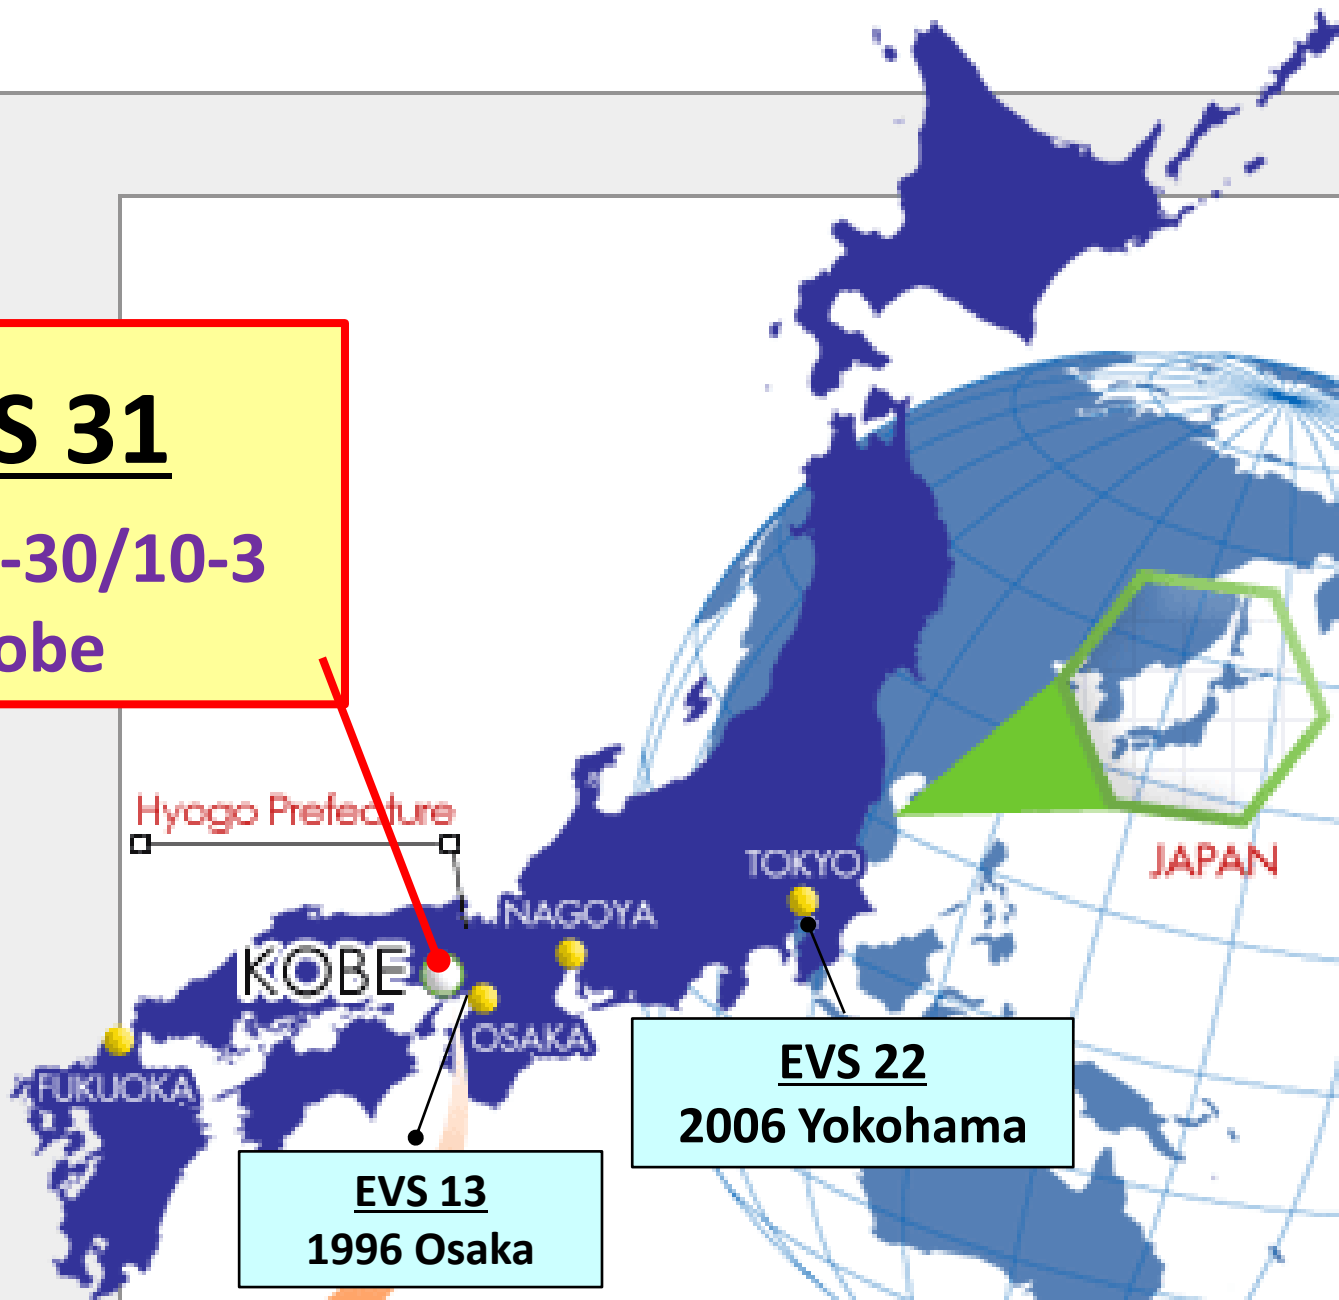 S 31
-30/10-3
obe
Hyogo Prefecture
JAPAN
TOKYO
NAGOYA
KOBE
OSAKA
FUKUOKA
EVS 22
2006 Yokohama
EVS 13
1996 Osaka